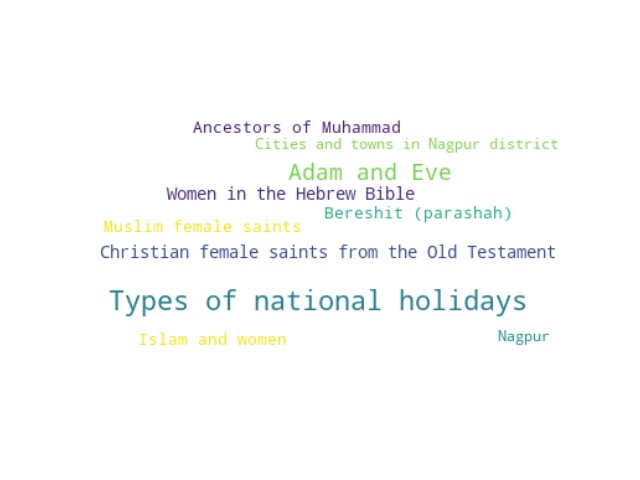 Ancestors of Muhammad
Cities and towns in Nagpur district
Adam and Eve
Women in the Hebrew Bible
Bereshit (parashah)
Muslim female saints
Christian female saints from the Old Testament
Types of national holidays
Nagpur
Islam and women